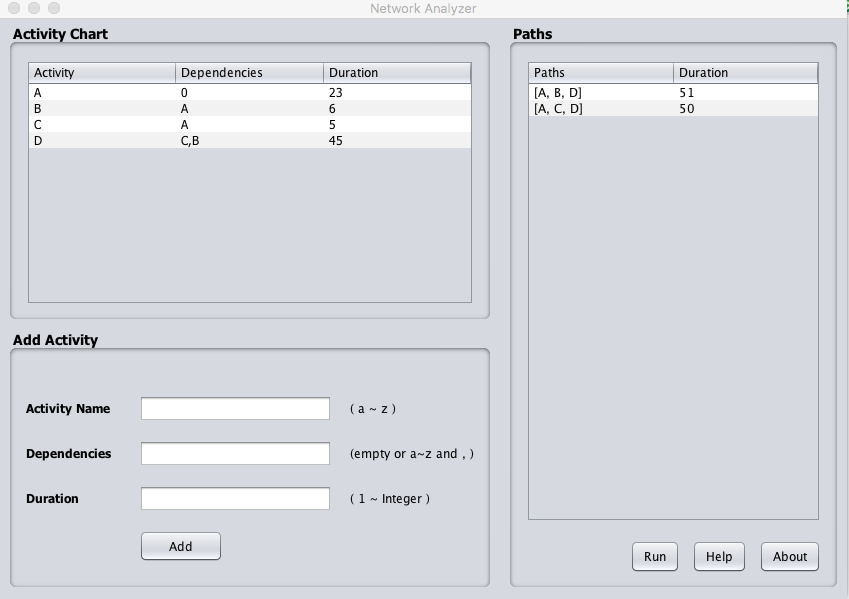 Network Analyzer
Activity Chart
Activity Dependencies Duration
A 0 23
B A 6
C A 5
D C,B 45
Paths
Paths Duration
[A, B, D] 51
[A, C, D] 50
Add Activity
Activity Name ( a ~ z )
Dependencies (empty or a~z and , )
Duration ( 1 ~ Integer )
Add
Run Help About